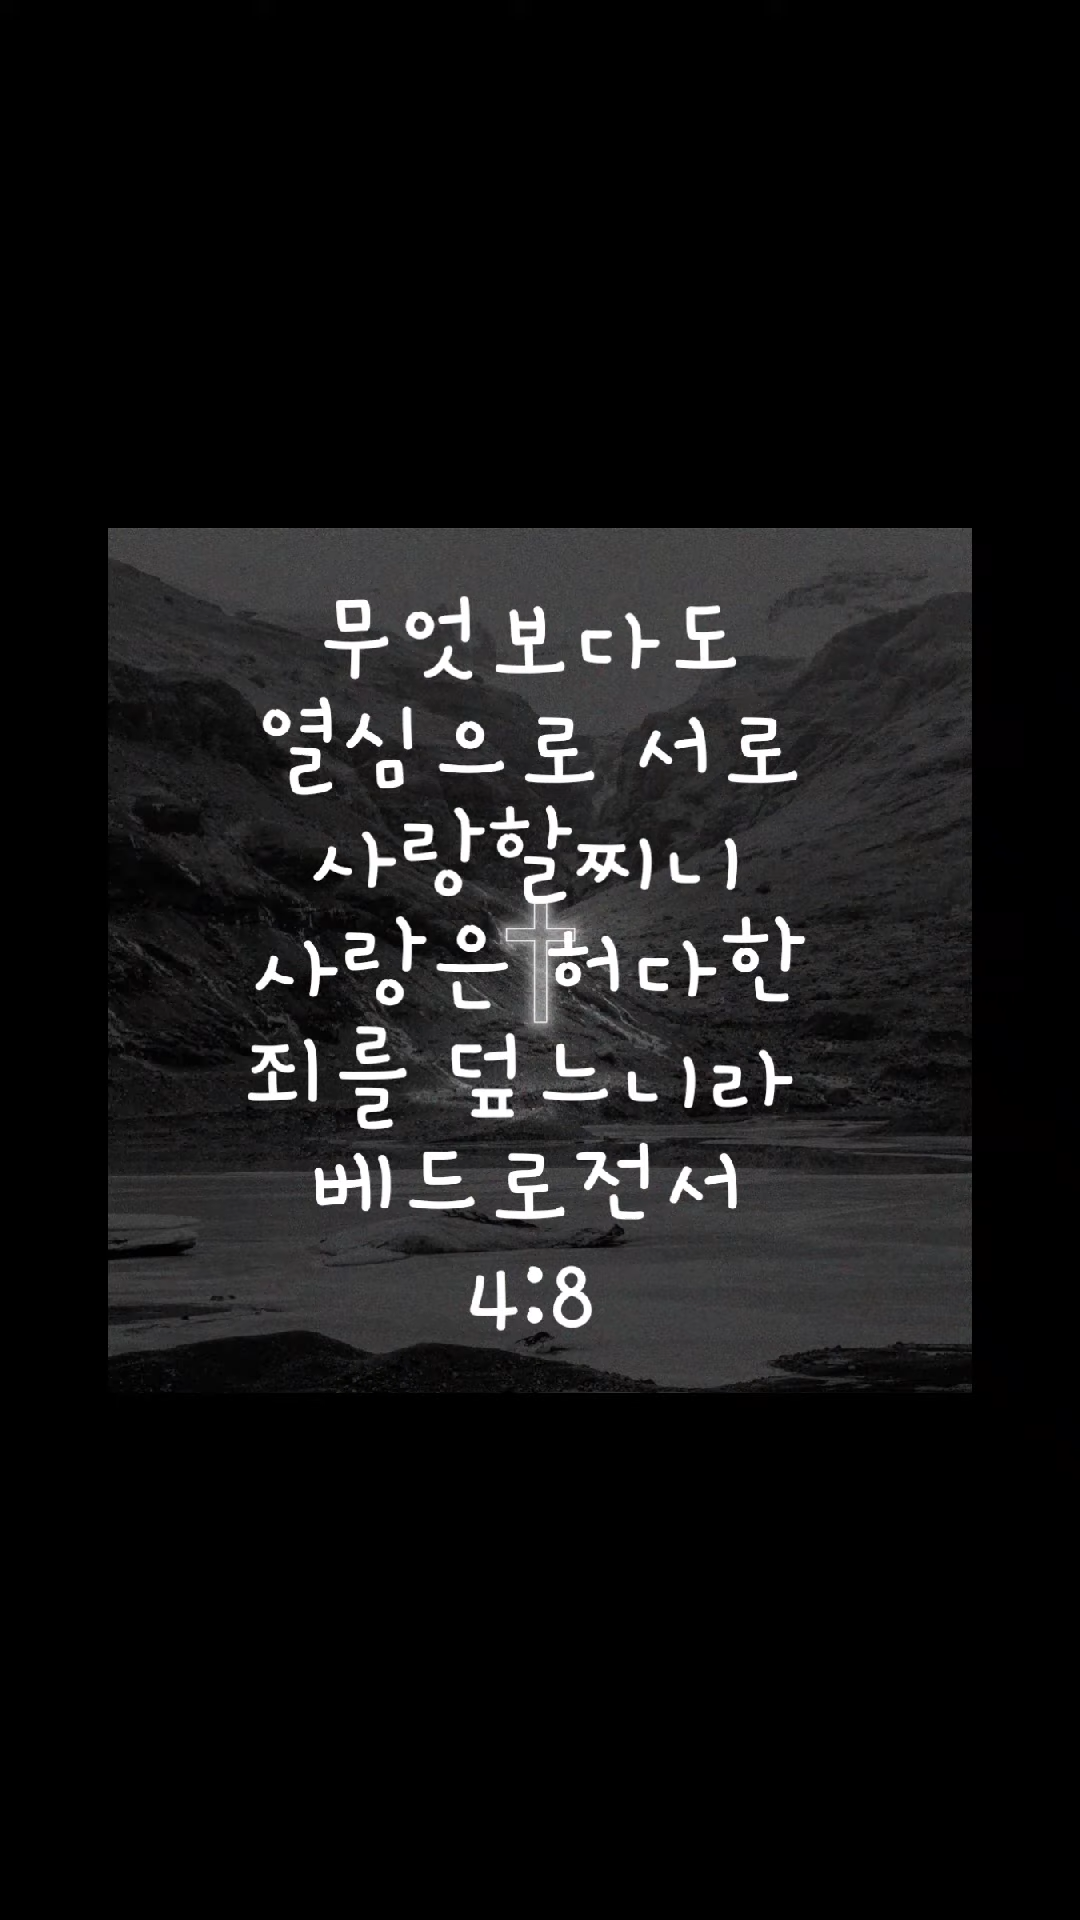 무엇보다도
열심으로 서로
사랑할찌니
사랑은 허다한
죄를 덮느니라
베드로전서
4:8